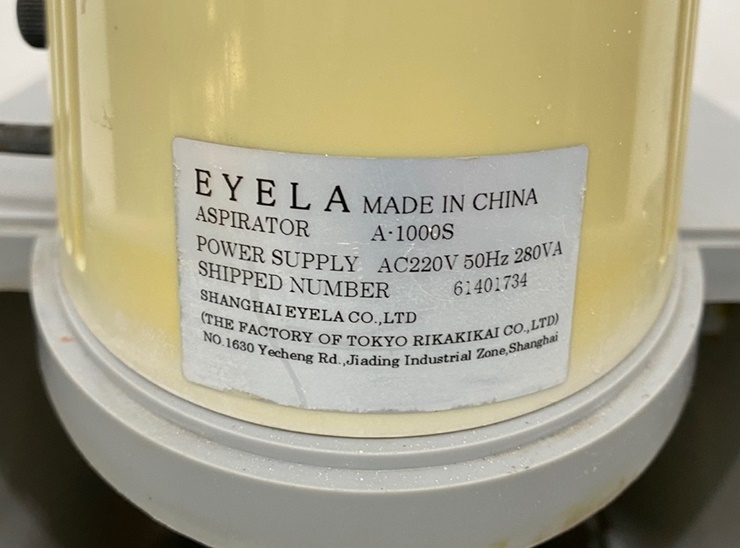 EYELA MADE IN CHINA
ASPIRATOR A-1000S
POWER SUPPLY AC220V 50Hz 280VA
SHIPPED NUMBER 61401734
SHANGHAI EYELA CO.,LTD
(THE FACTORY OF TOKYO RIKAKIKAI CO.,LTD)
NO.1630 Yecheng Rd.,Jiading Industrial Zone,Shanghai